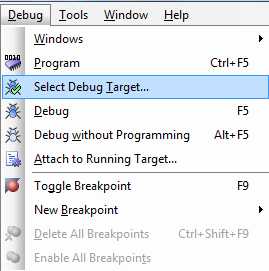 Debug Tools Window Help
Windows
Program Ctrl+F5
Select Debug Target...
Debug F5
Debug without Programming Alt+F5
Attach to Running Target...
Toggle Breakpoint F9
New Breakpoint
Delete All Breakpoints Ctrl+Shift+F9
Enable All Breakpoints